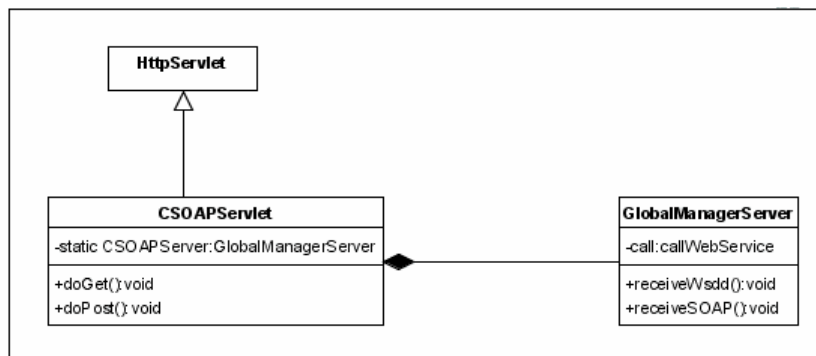 HttpServlet
CSOAPServlet
-static CSOAPServer:GlobalManagerServer
+doGet():void
+doPost():void
GlobalManagerServer
-call:callWebService
+receiveWsdd():void
+receiveSOAP():void